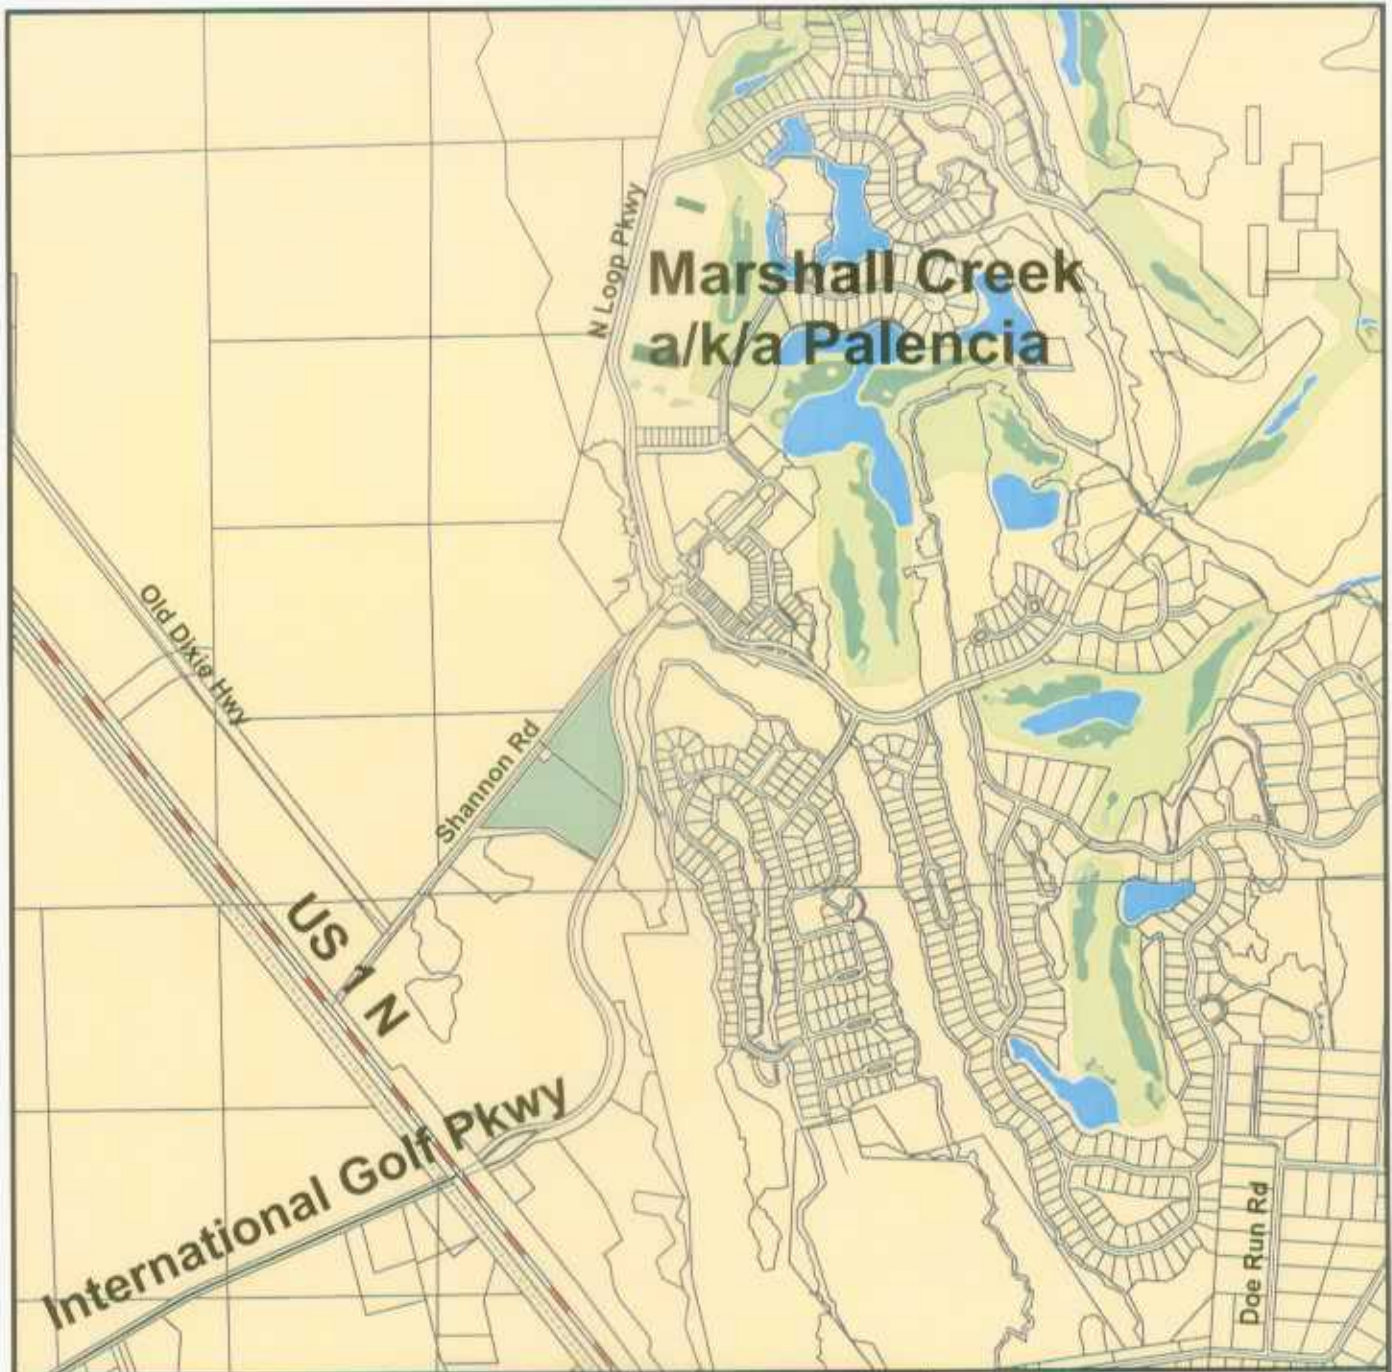 N Loop Pkwy
Marshall Creek
a/k/a Palencia
Old Dixie Hwy
Shannon Rd
US 1 N
International Golf Pkwy
Doe Run Rd